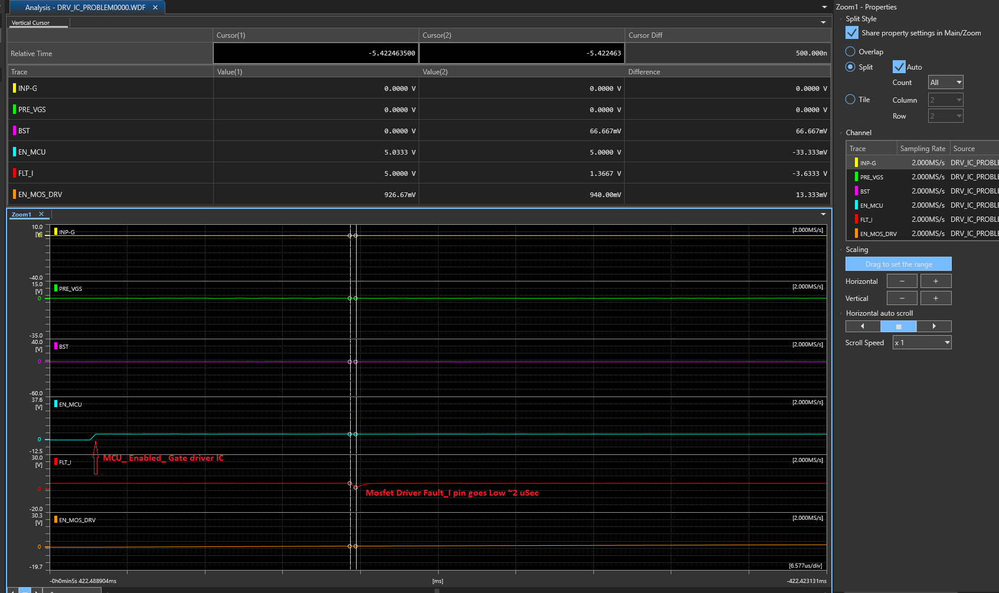 Analysis - DRV_IC_PROBLEM0000.WDF ×
Vertical Cursor
Cursor(1) Cursor(2) Cursor Diff
Relative Time -5.422463500 -5.422463 500.000n
Trace Value(1) Value(2) Difference
INP-G 0.0000 V 0.0000 V 0.0000 V
PRE_VGS 0.0000 V 0.0000 V 0.0000 V
BST 0.0000 V 66.667mV 66.667mV
EN_MCU 5.0333 V 5.0000 V -33.333mV
FLT_I 5.0000 V 1.3667 V -3.6333 V
EN_MOS_DRV 926.67mV 940.00mV 13.333mV
Zoom1 ×
10.0
[V]
0
INP-G
[2.000MS/s]
-40.0
15.0
[V]
0
PRE_VGS
[2.000MS/s]
-35.0
40.0
[V]
0
BST
[2.000MS/s]
-60.0
37.6
[V]
0
EN_MCU
[2.000MS/s]
-12.5
30.0
[V]
0
FLT_I
[2.000MS/s]
MCU_ Enabled_ Gate driver IC
Mosfet Driver Fault_I pin goes Low ~2 uSec
-20.0
30.3
[V]
0
EN_MOS_DRV
[2.000MS/s]
-19.7
[6.577us/div]
-0h0min5s 422.488904ms [ms] -422.423131ms
Zoom1 - Properties
Split Style
Share property settings in Main/Zoom
Overlap
Split Auto
Count All
Tile Column 2
Row 2
Channel
Trace Sampling Rate Source
INP-G 2.000MS/s DRV_IC_PROBLE
PRE_VGS 2.000MS/s DRV_IC_PROBLE
BST 2.000MS/s DRV_IC_PROBLE
EN_MCU 2.000MS/s DRV_IC_PROBLE
FLT_I 2.000MS/s DRV_IC_PROBLE
EN_MOS_DRV 2.000MS/s DRV_IC_PROBLE
Scaling
Drag to set the range
Horizontal − +
Vertical − +
Horizontal auto scroll
Scroll Speed x 1